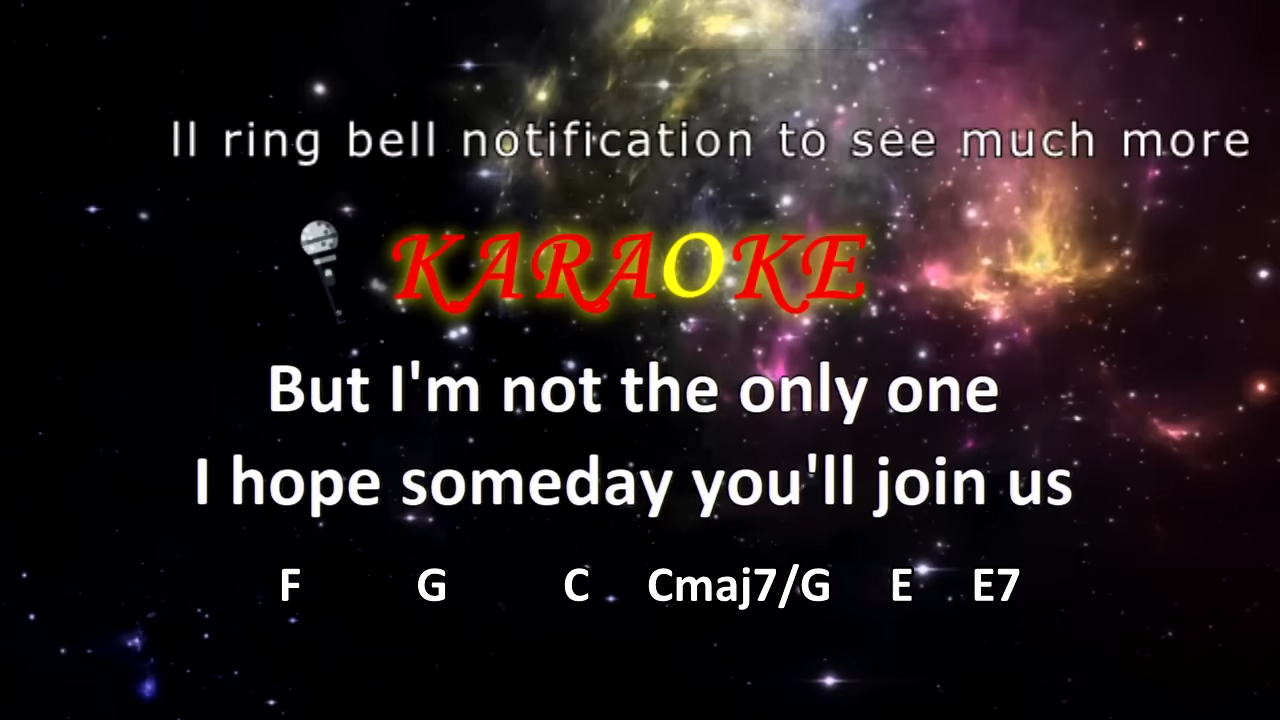 ll ring bell notification to see much more
KARAOKE
But I'm not the only one
I hope someday you'll join us
F G C Cmaj7/G E E7